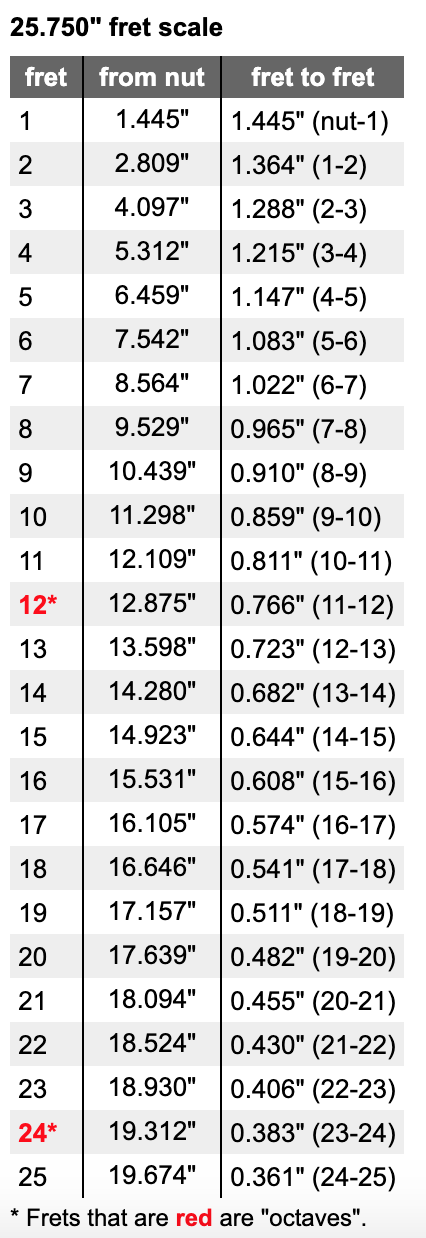 25.750" fret scale
fret from nut fret to fret
1 1.445" 1.445" (nut-1)
2 2.809" 1.364" (1-2)
3 4.097" 1.288" (2-3)
4 5.312" 1.215" (3-4)
5 6.459" 1.147" (4-5)
6 7.542" 1.083" (5-6)
7 8.564" 1.022" (6-7)
8 9.529" 0.965" (7-8)
9 10.439" 0.910" (8-9)
10 11.298" 0.859" (9-10)
11 12.109" 0.811" (10-11)
12* 12.875" 0.766" (11-12)
13 13.598" 0.723" (12-13)
14 14.280" 0.682" (13-14)
15 14.923" 0.644" (14-15)
16 15.531" 0.608" (15-16)
17 16.105" 0.574" (16-17)
18 16.646" 0.541" (17-18)
19 17.157" 0.511" (18-19)
20 17.639" 0.482" (19-20)
21 18.094" 0.455" (20-21)
22 18.524" 0.430" (21-22)
23 18.930" 0.406" (22-23)
24* 19.312" 0.383" (23-24)
25 19.674" 0.361" (24-25)
* Frets that are red are "octaves".